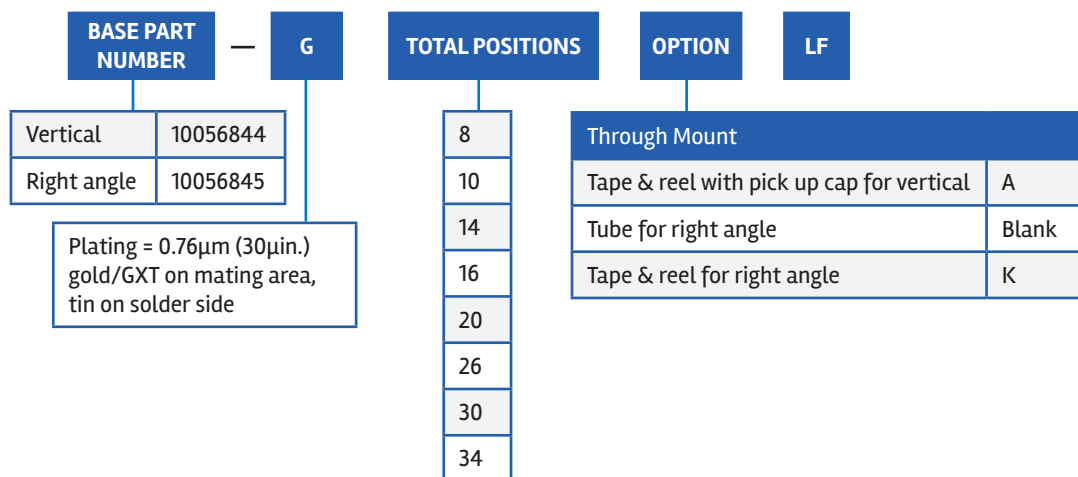 BASE PART
NUMBER
—
G
TOTAL POSITIONS
OPTION
LF
Vertical 10056844
Right angle 10056845
Plating = 0.76μm (30μin.)
gold/GXT on mating area,
tin on solder side
8
10
14
16
20
26
30
34
Through Mount
Tape & reel with pick up cap for vertical A
Tube for right angle Blank
Tape & reel for right angle K